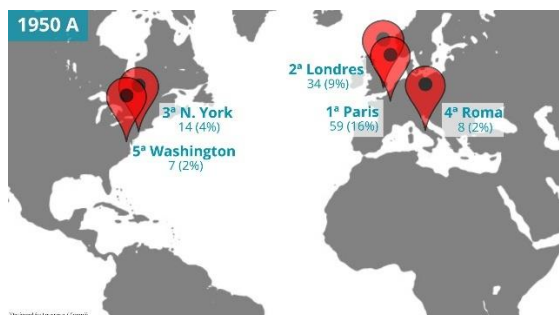 1950 A
2ª Londres
34 (9%)
3ª N. York
14 (4%)
1ª Paris
59 (16%)
4ª Roma
8 (2%)
5ª Washington
7 (2%)